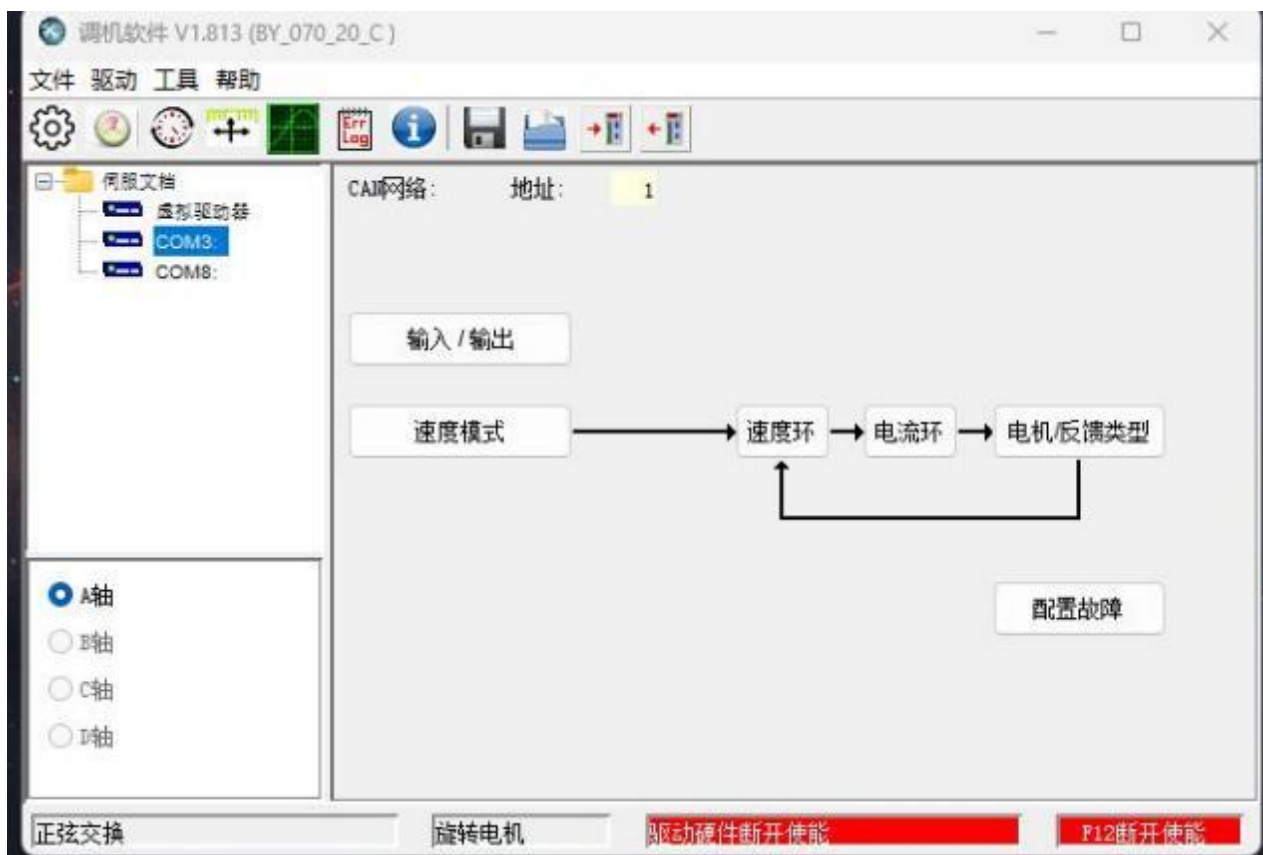 调机软件 V1.813 (BY_070_20_C )
文件 驱动 工具 帮助
Err Log
伺服文档
虚拟驱动器
COM3:
COM8:
CAN网络: 地址: 1
输入 / 输出
速度模式 速度环 电流环 电机/反馈类型
配置故障
A轴
B轴
C轴
D轴
正弦交换 旋转电机 驱动硬件断开使能 F12断开使能